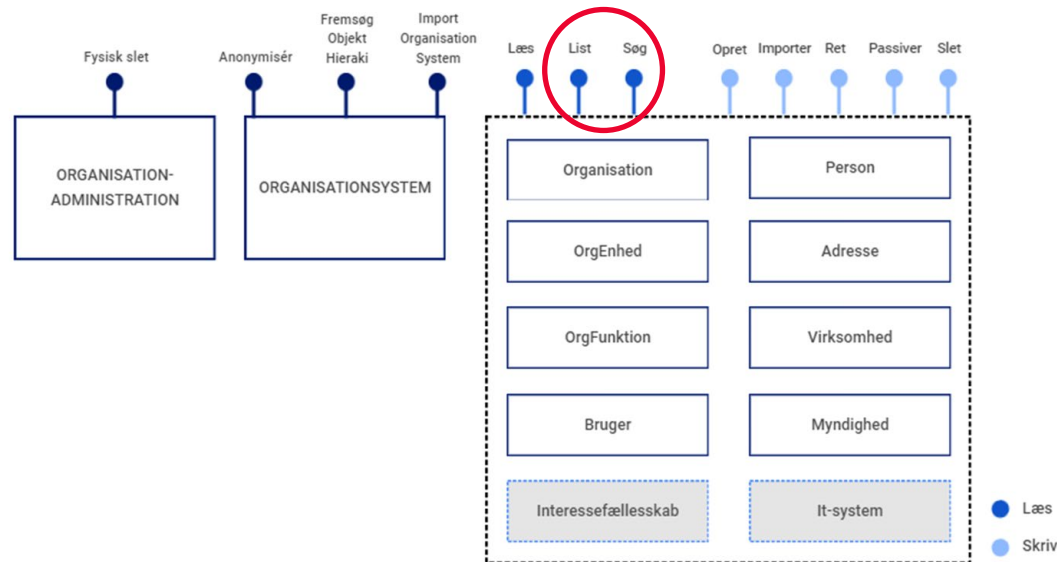 Fysisk slet
Anonymisér
Fremsøg
Objekt
Hieraki
Import
Organisation
System
Læs
List
Søg
Opret
Importer
Ret
Passiver
Slet
ORGANISATION-
ADMINISTRATION
ORGANISATIONSYSTEM
Organisation
Person
OrgEnhed
Adresse
OrgFunktion
Virksomhed
Bruger
Myndighed
Interessefællesskab
It-system
Læs
Skriv